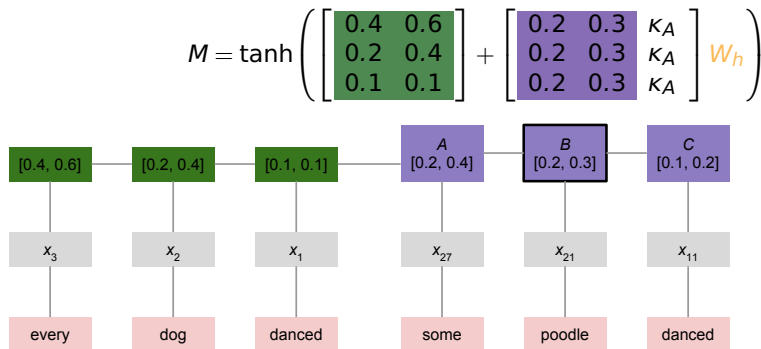 M = tanh([0.4 0.6 0.2 0.4 0.1 0.1] + [0.2 0.3 κA 0.2 0.3 κA 0.2 0.3 κA] Wh)
A B C
[0.4, 0.6] [0.2, 0.4] [0.1, 0.1] [0.2, 0.4] [0.2, 0.3] [0.1, 0.2]
x3 x2 x1 x27 x21 x11
every dog danced some poodle danced